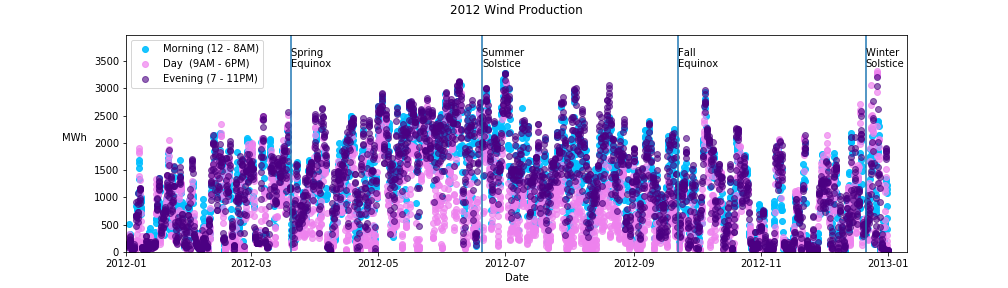 2012 Wind Production
Morning (12 - 8AM)
Day (9AM - 6PM)
Evening (7 - 11PM)
Spring
Equinox
Summer
Solstice
Fall
Equinox
Winter
Solstice
MWh
3500
3000
2500
2000
1500
1000
500
0
2012-01
2012-03
2012-05
2012-07
2012-09
2012-11
2013-01
Date